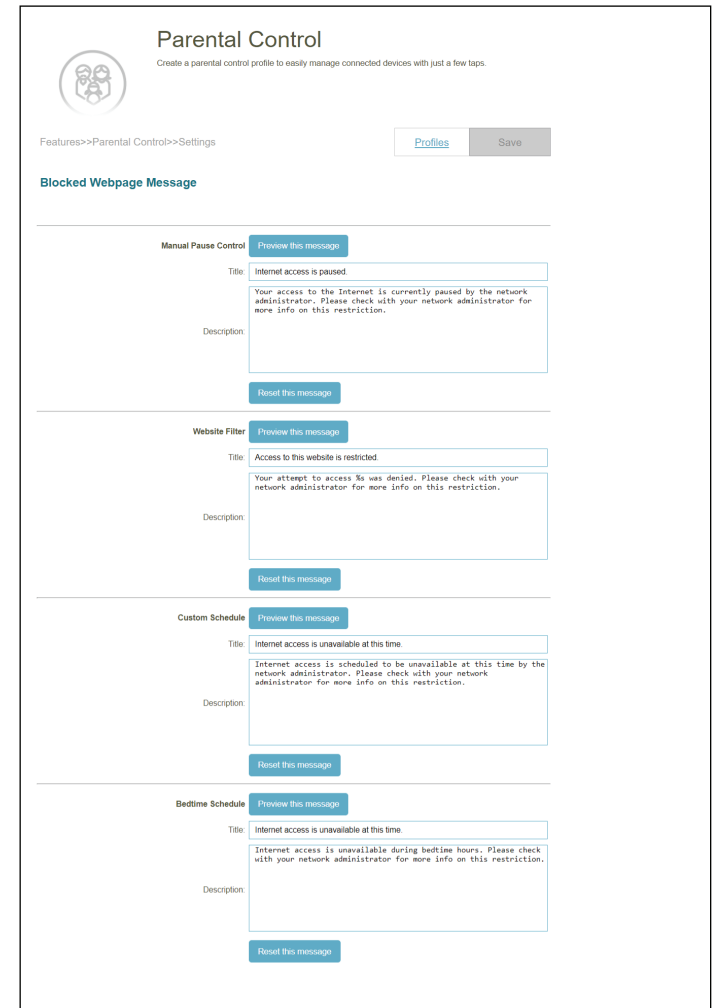 Parental Control
Create a parental control profile to easily manage connected devices with just a few taps.
Features>>Parental Control>>Settings
Profiles
Save
Blocked Webpage Message
Manual Pause Control
Preview this message
Title:
Internet access is paused.
Description:
Your access to the Internet is currently paused by the network
administrator. Please check with your network administrator for
more info on this restriction.
Reset this message
Website Filter
Preview this message
Title:
Access to this website is restricted.
Description:
Your attempt to access %s was denied. Please check with your
network administrator for more info on this restriction.
Reset this message
Custom Schedule
Preview this message
Title:
Internet access is unavailable at this time.
Description:
Internet access is scheduled to be unavailable at this time by the
network administrator. Please check with your network
administrator for more info on this restriction.
Reset this message
Bedtime Schedule
Preview this message
Title:
Internet access is unavailable at this time.
Description:
Internet access is unavailable during bedtime hours. Please check
with your network administrator for more info on this restriction.
Reset this message